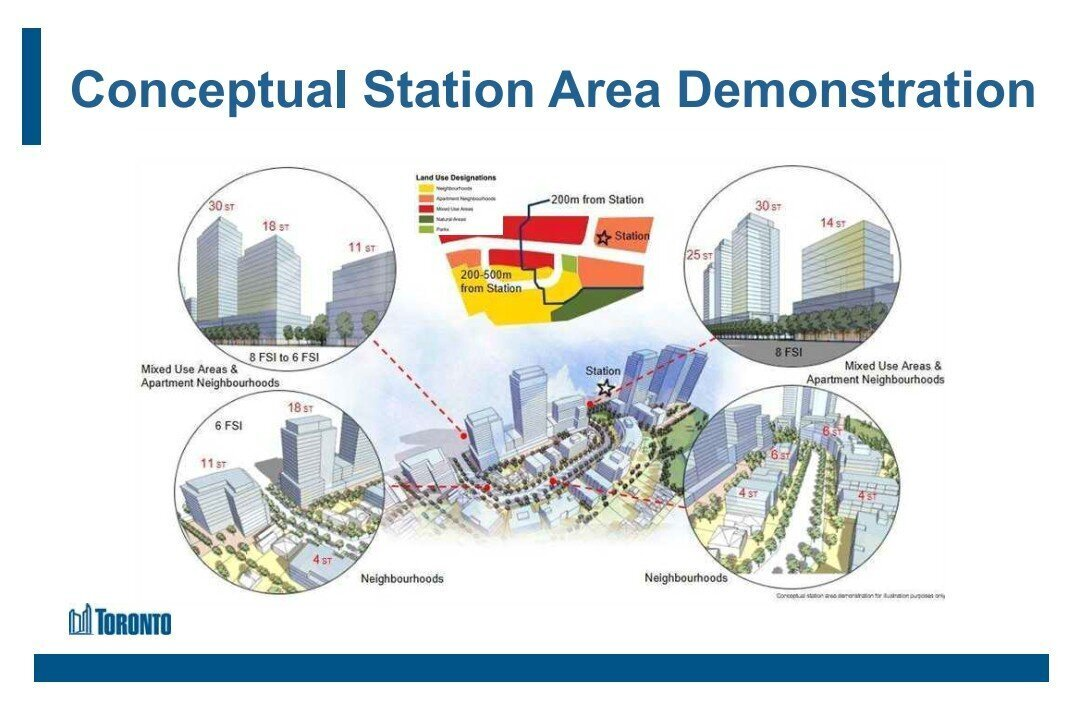 Conceptual Station Area Demonstration
Land Use Designations
Neighbourhoods
Apartment Neighbourhoods
Mixed Use Areas
Natural Areas
Parks
200m from Station
Station
200-500m
from Station
30 ST
18 ST
11 ST
8 FSI to 6 FSI
Mixed Use Areas &
Apartment Neighbourhoods
30 ST
14 ST
25 ST
8 FSI
Mixed Use Areas &
Apartment Neighbourhoods
Station
18 ST
6 FSI
11 ST
4 ST
Neighbourhoods
6 ST
6 ST
4 ST
4 ST
Neighbourhoods
Conceptual station area demonstration for illustration purposes only
TORONTO